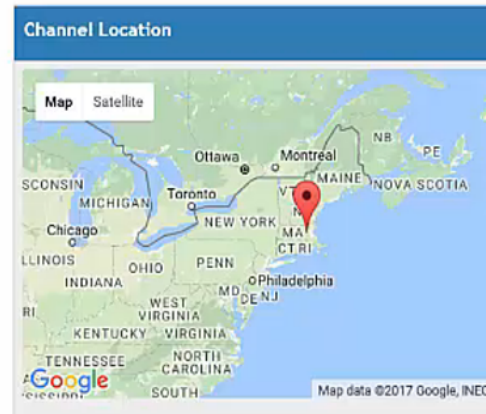 Channel Location
Map Satellite
NB
PE
Ottawa
Montreal
MAINE
NOVA SCOTIA
SCONSIN
MICHIGAN
Toronto
VT
N
NEW YORK
MA
CT RI
Chicago
LLINOIS
INDIANA
OHIO
PENN
Philadelphia
MD
DE NJ
WEST
VIRGINIA
KENTUCKY
VIRGINIA
TENNESSEE
NORTH
CAROLINA
SISSIPPI
SOUTH
Google
Map data ©2017 Google, INEG